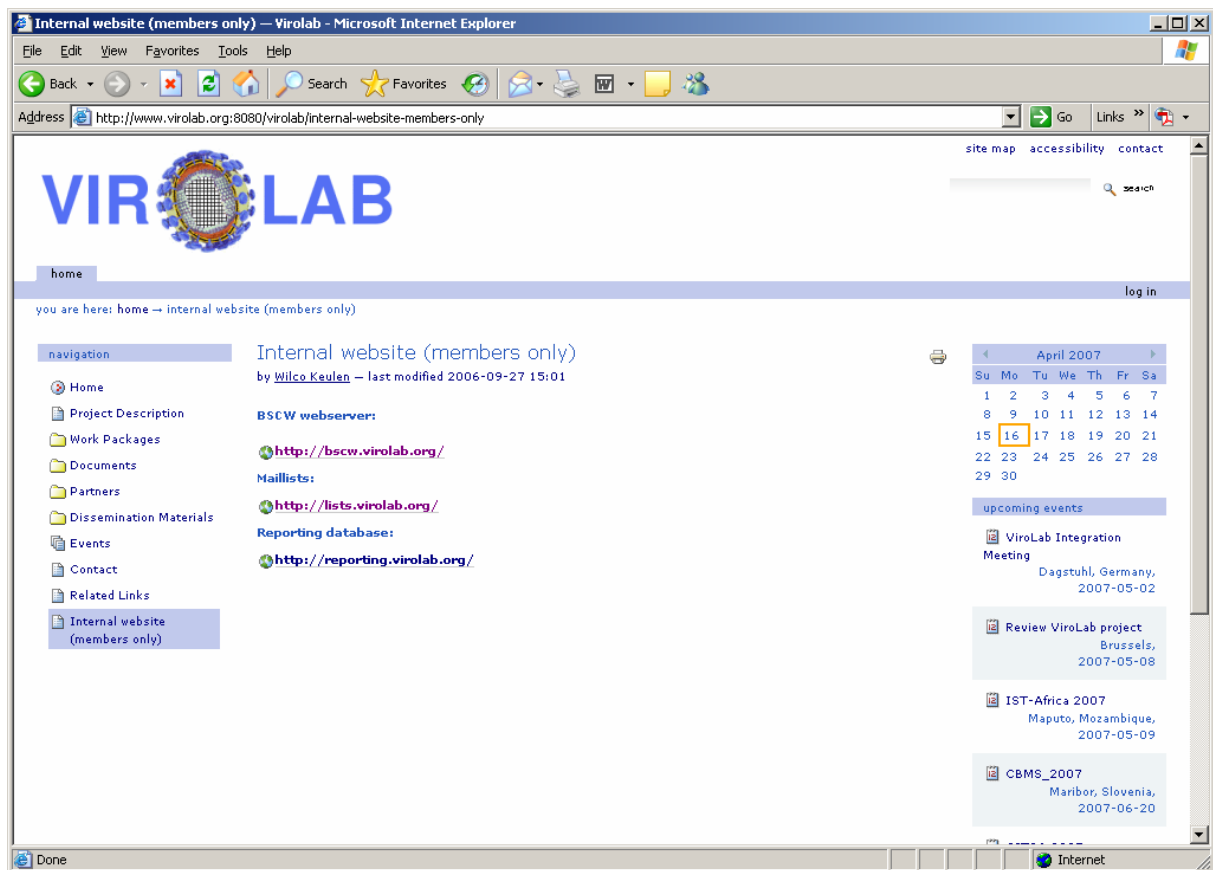 Internal website (members only) — Virolab - Microsoft Internet Explorer
File Edit View Favorites Tools Help
Back Search Favorites
Address http://www.virolab.org:8080/virolab/internal-website-members-only Go Links »
site map accessibility contact
VIROLAB
search
home
log in
you are here: home → internal website (members only)
navigation
Home
Project Description
Work Packages
Documents
Partners
Dissemination Materials
Events
Contact
Related Links
Internal website
(members only)
Internal website (members only)
by Wilco Keulen — last modified 2006-09-27 15:01
BSCW webserver:
http://bscw.virolab.org/
Maillists:
http://lists.virolab.org/
Reporting database:
http://reporting.virolab.org/
April 2007
Su Mo Tu We Th Fr Sa
1 2 3 4 5 6 7
8 9 10 11 12 13 14
15 16 17 18 19 20 21
22 23 24 25 26 27 28
29 30
upcoming events
ViroLab Integration
Meeting
Dagstuhl, Germany,
2007-05-02
Review ViroLab project
Brussels,
2007-05-08
IST-Africa 2007
Maputo, Mozambique,
2007-05-09
CBMS_2007
Maribor, Slovenia,
2007-06-20
Done
Internet